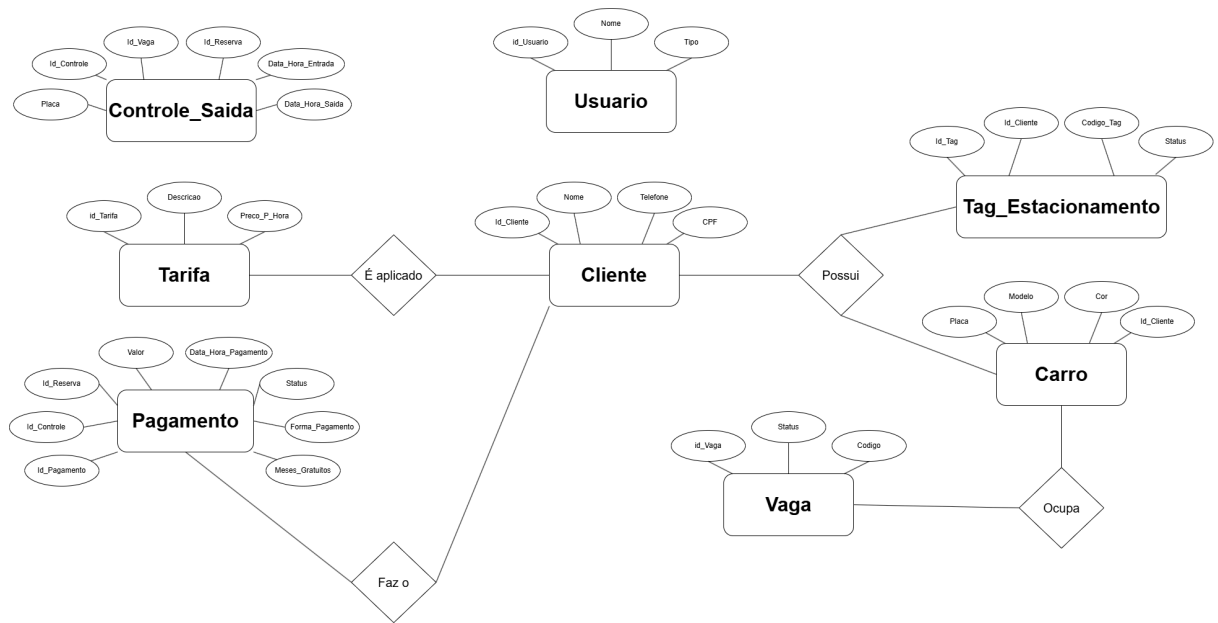 Id_Vaga
Id_Reserva
Id_Controle
Data_Hora_Entrada
Placa
Data_Hora_Saida
Controle_Saida
Nome
id_Usuario
Tipo
Usuario
Id_Cliente
Codigo_Tag
Id_Tag
Status
Tag_Estacionamento
Descricao
id_Tarifa
Preco_P_Hora
Tarifa
É aplicado
Nome
Telefone
Id_Cliente
CPF
Cliente
Possui
Modelo
Cor
Placa
Id_Cliente
Carro
Valor
Data_Hora_Pagamento
Id_Reserva
Status
Id_Controle
Forma_Pagamento
Id_Pagamento
Meses_Gratuitos
Pagamento
Status
id_Vaga
Codigo
Vaga
Ocupa
Faz o